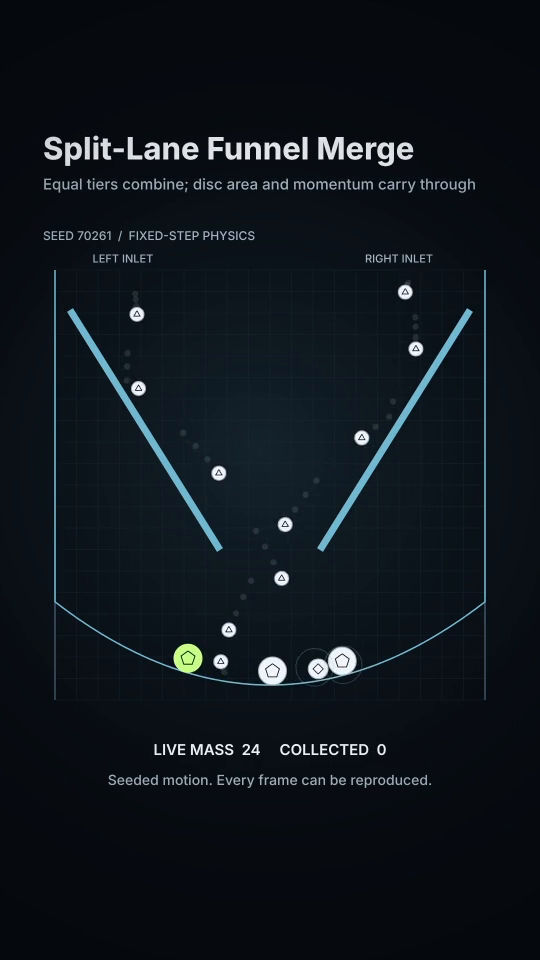 Split-Lane Funnel Merge
Equal tiers combine; disc area and momentum carry through
SEED 70261 / FIXED-STEP PHYSICS
LEFT INLET RIGHT INLET
LIVE MASS 24 COLLECTED 0
Seeded motion. Every frame can be reproduced.